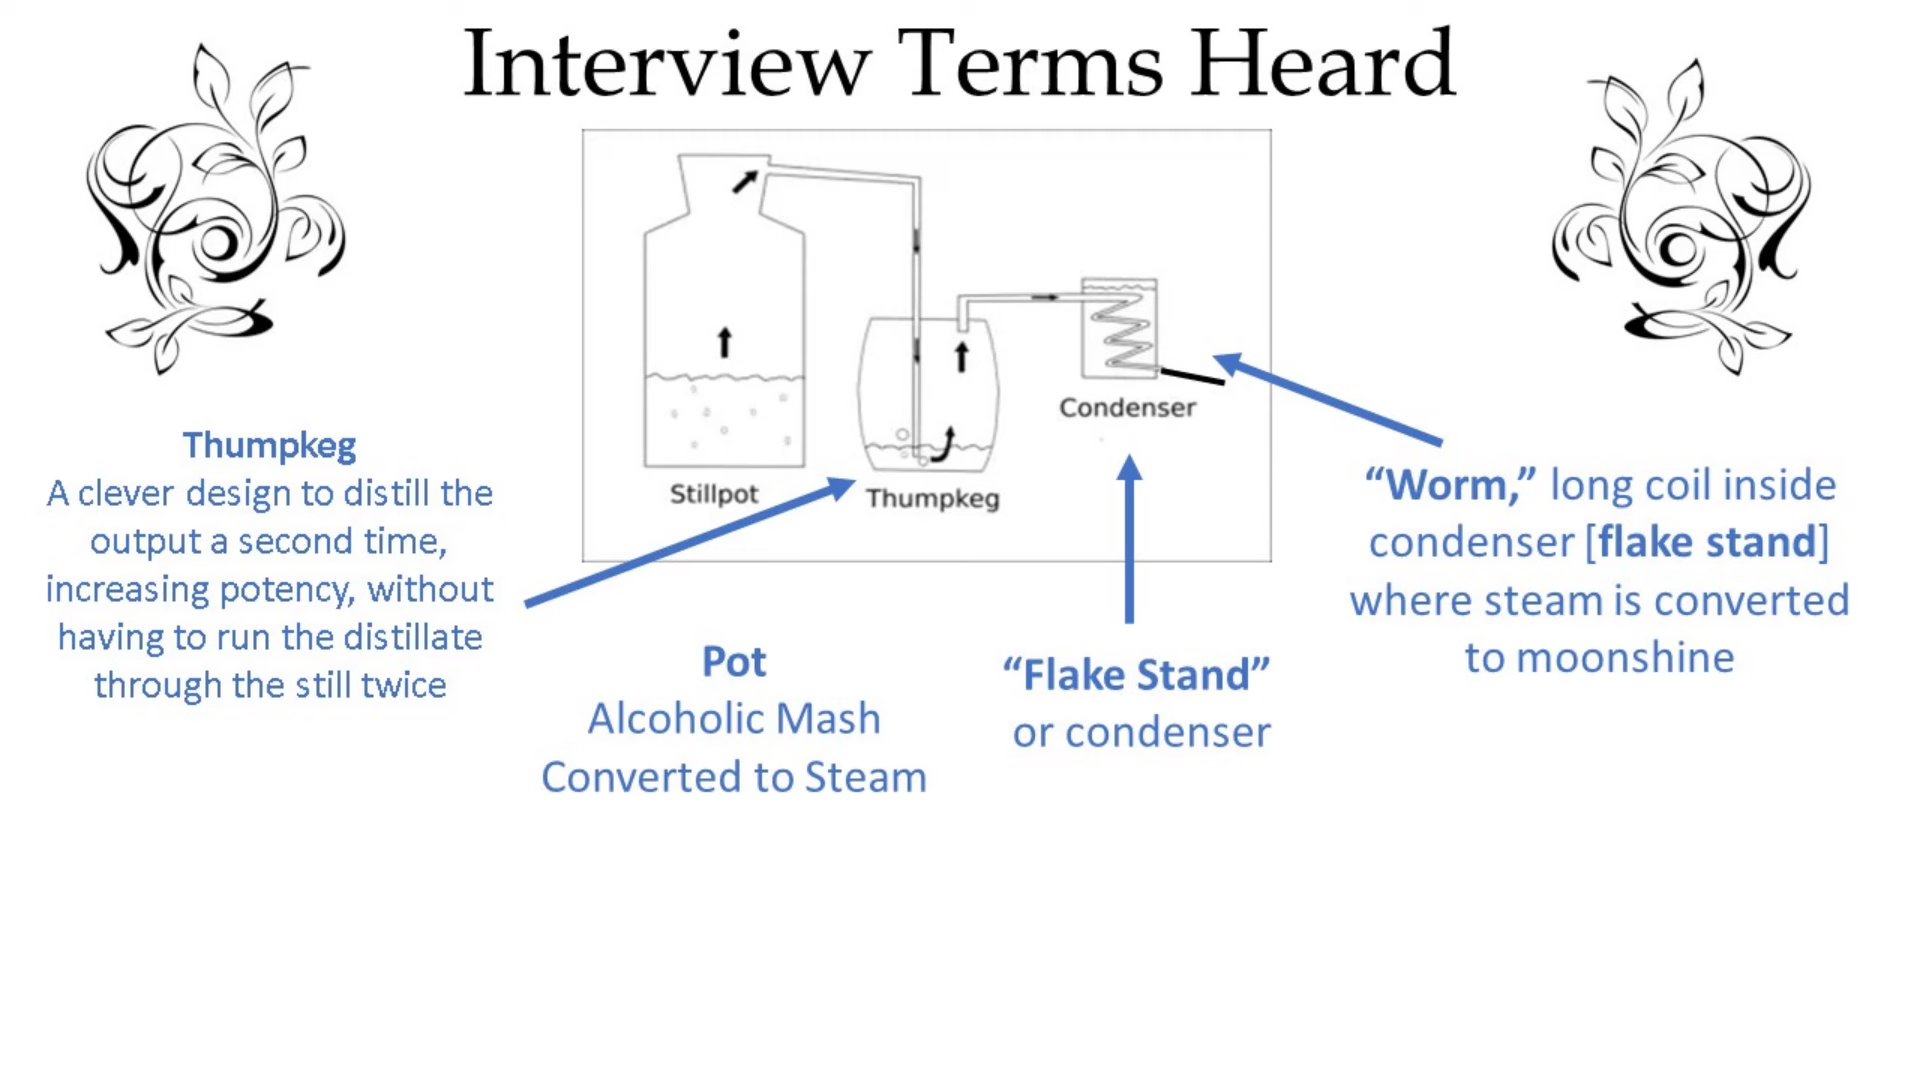 Interview Terms Heard
Stillpot
Thumpkeg
Condenser
Thumpkeg
A clever design to distill the
output a second time,
increasing potency, without
having to run the distillate
through the still twice
Pot
Alcoholic Mash
Converted to Steam
“Flake Stand”
or condenser
“Worm,” long coil inside
condenser [flake stand]
where steam is converted
to moonshine